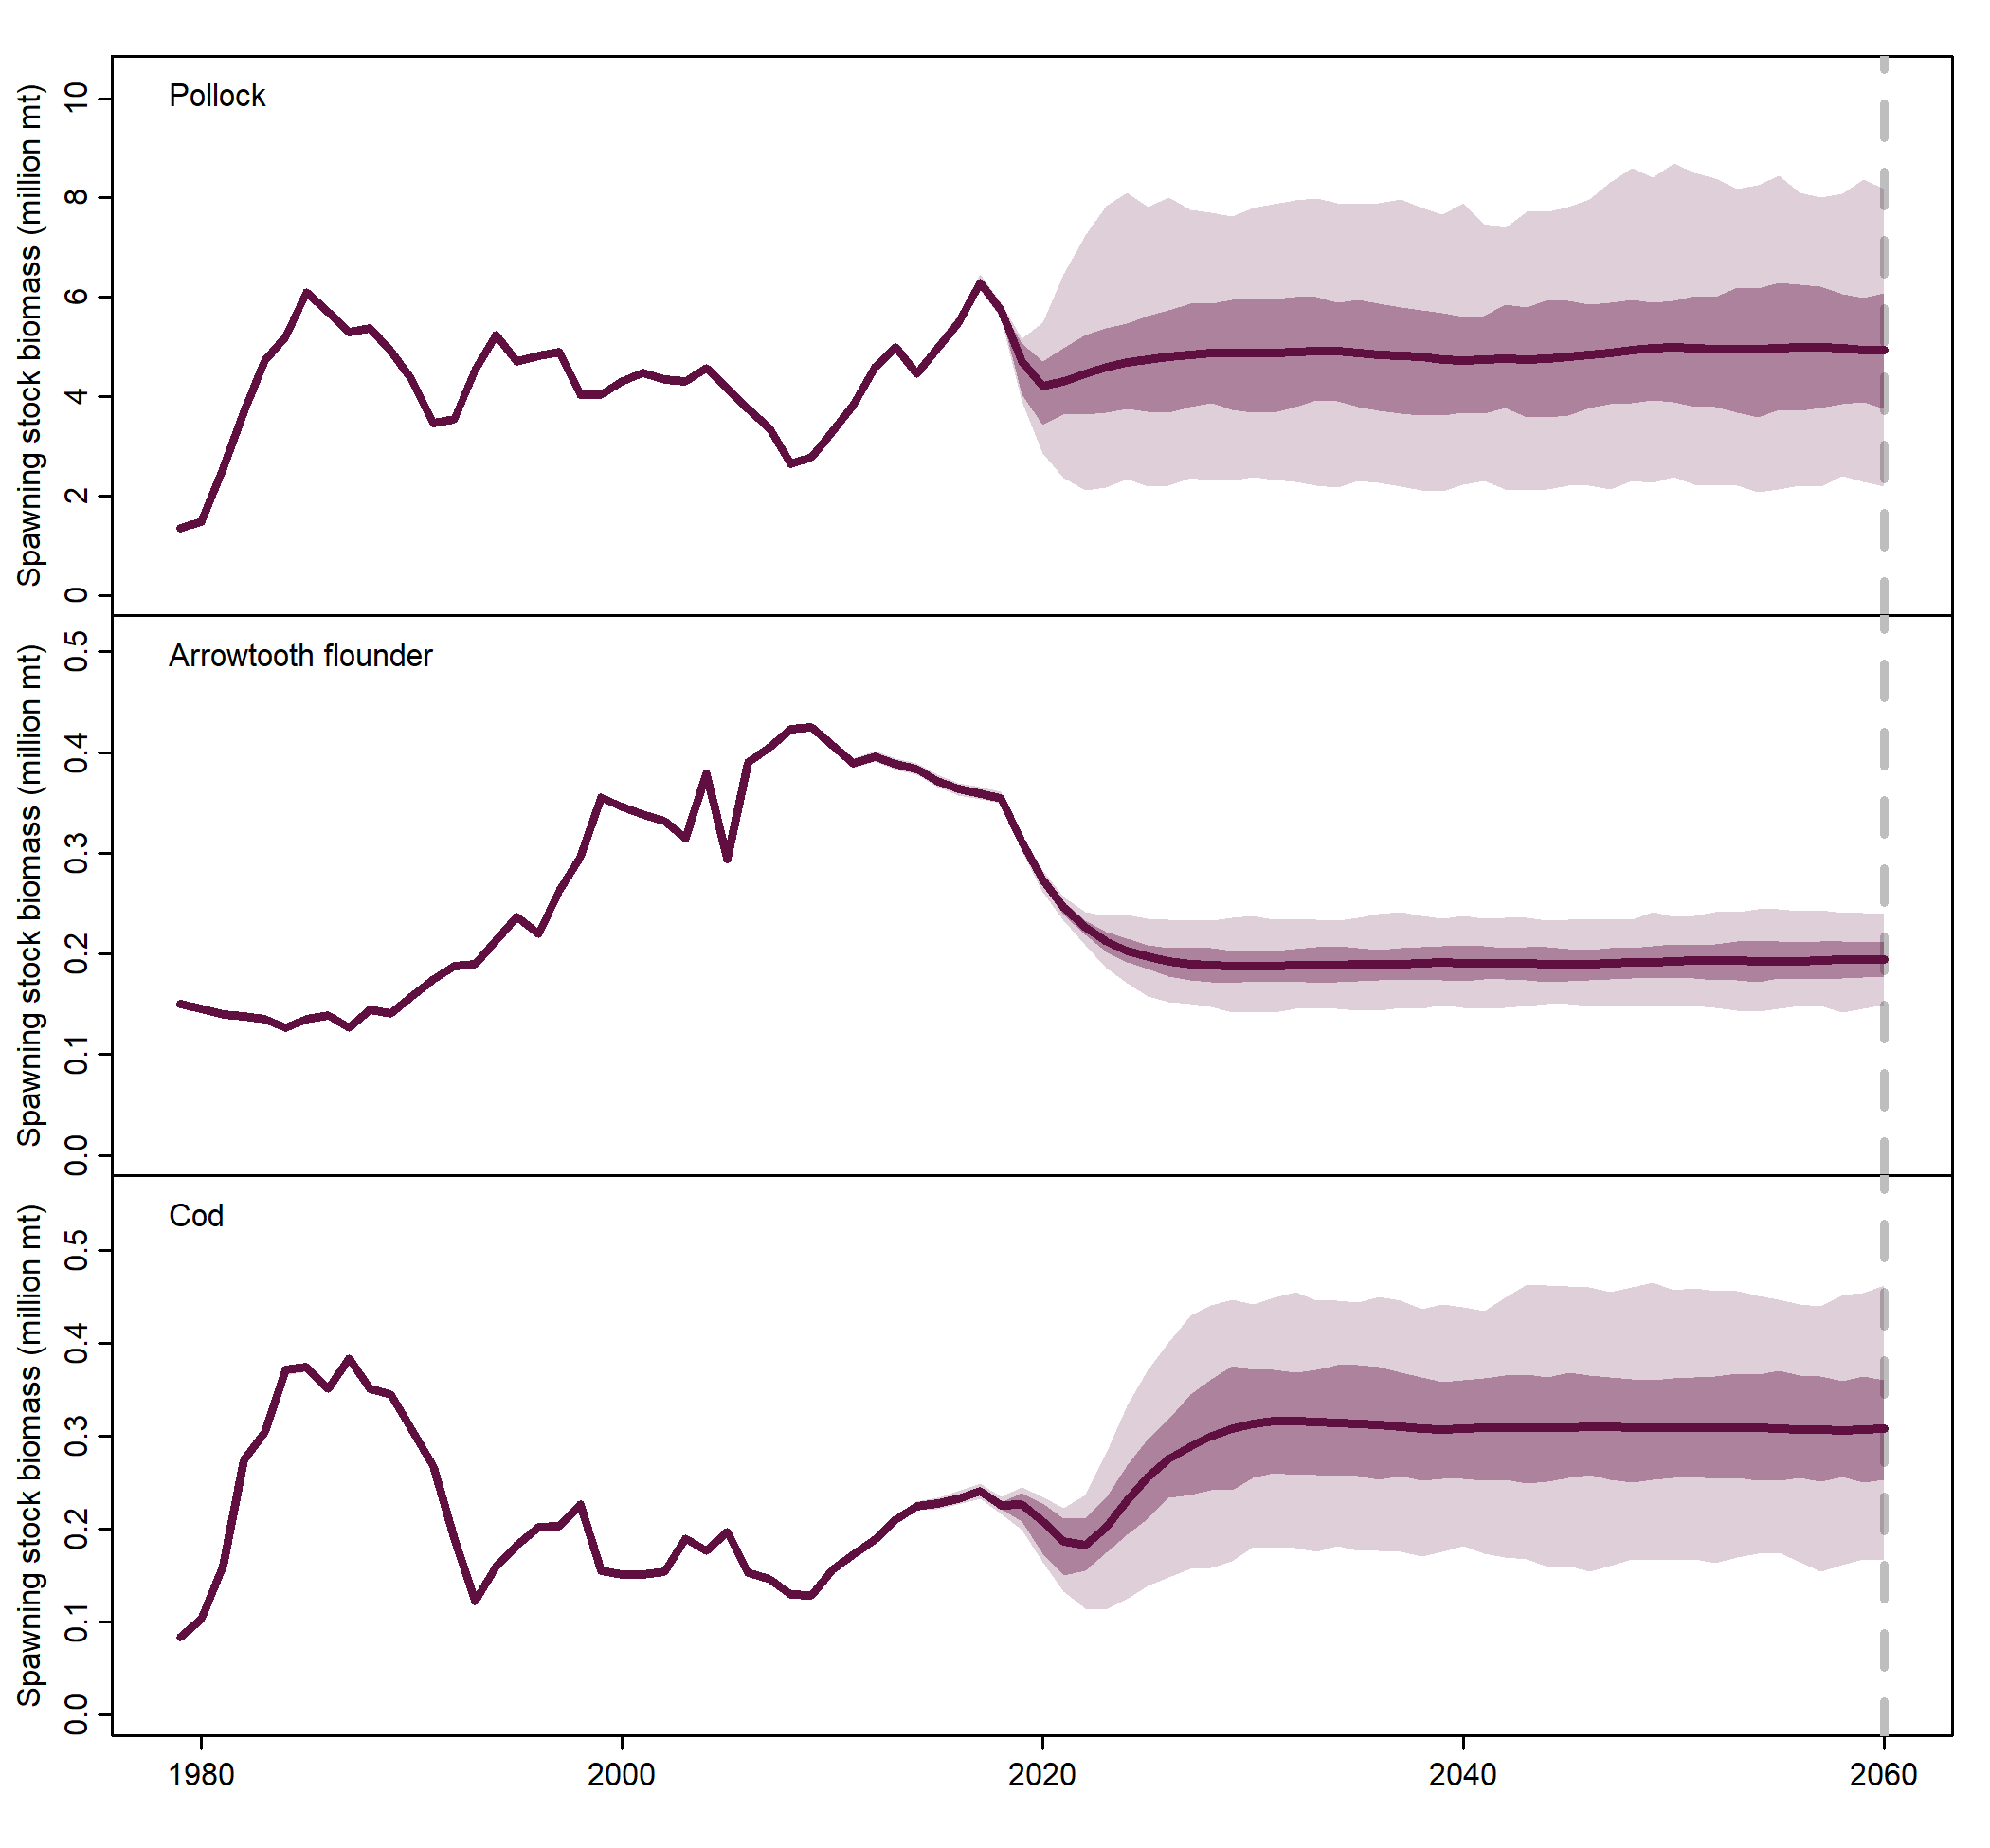 Pollock
Spawning stock biomass (million mt)
10
8
6
4
2
0
Arrowtooth flounder
Spawning stock biomass (million mt)
0.5
0.4
0.3
0.2
0.1
0.0
Cod
Spawning stock biomass (million mt)
0.5
0.4
0.3
0.2
0.1
0.0
1980 2000 2020 2040 2060